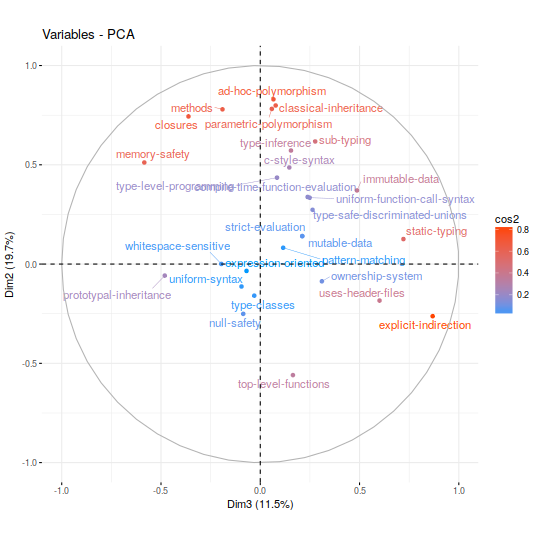 Variables - PCA
1.0
0.5
0.0
-0.5
-1.0
Dim2 (19.7%)
ad-hoc-polymorphism
methods
classical-inheritance
closures
parametric-polymorphism
type-inference
sub-typing
memory-safety
c-style-syntax
immutable-data
type-level-programming
compile-time-function-evaluation
uniform-function-call-syntax
type-safe-discriminated-unions
strict-evaluation
static-typing
whitespace-sensitive
mutable-data
expression-oriented
pattern-matching
uniform-syntax
ownership-system
prototypal-inheritance
uses-header-files
type-classes
null-safety
explicit-indirection
top-level-functions
-1.0
-0.5
0.0
0.5
1.0
Dim3 (11.5%)
cos2
0.8
0.6
0.4
0.2